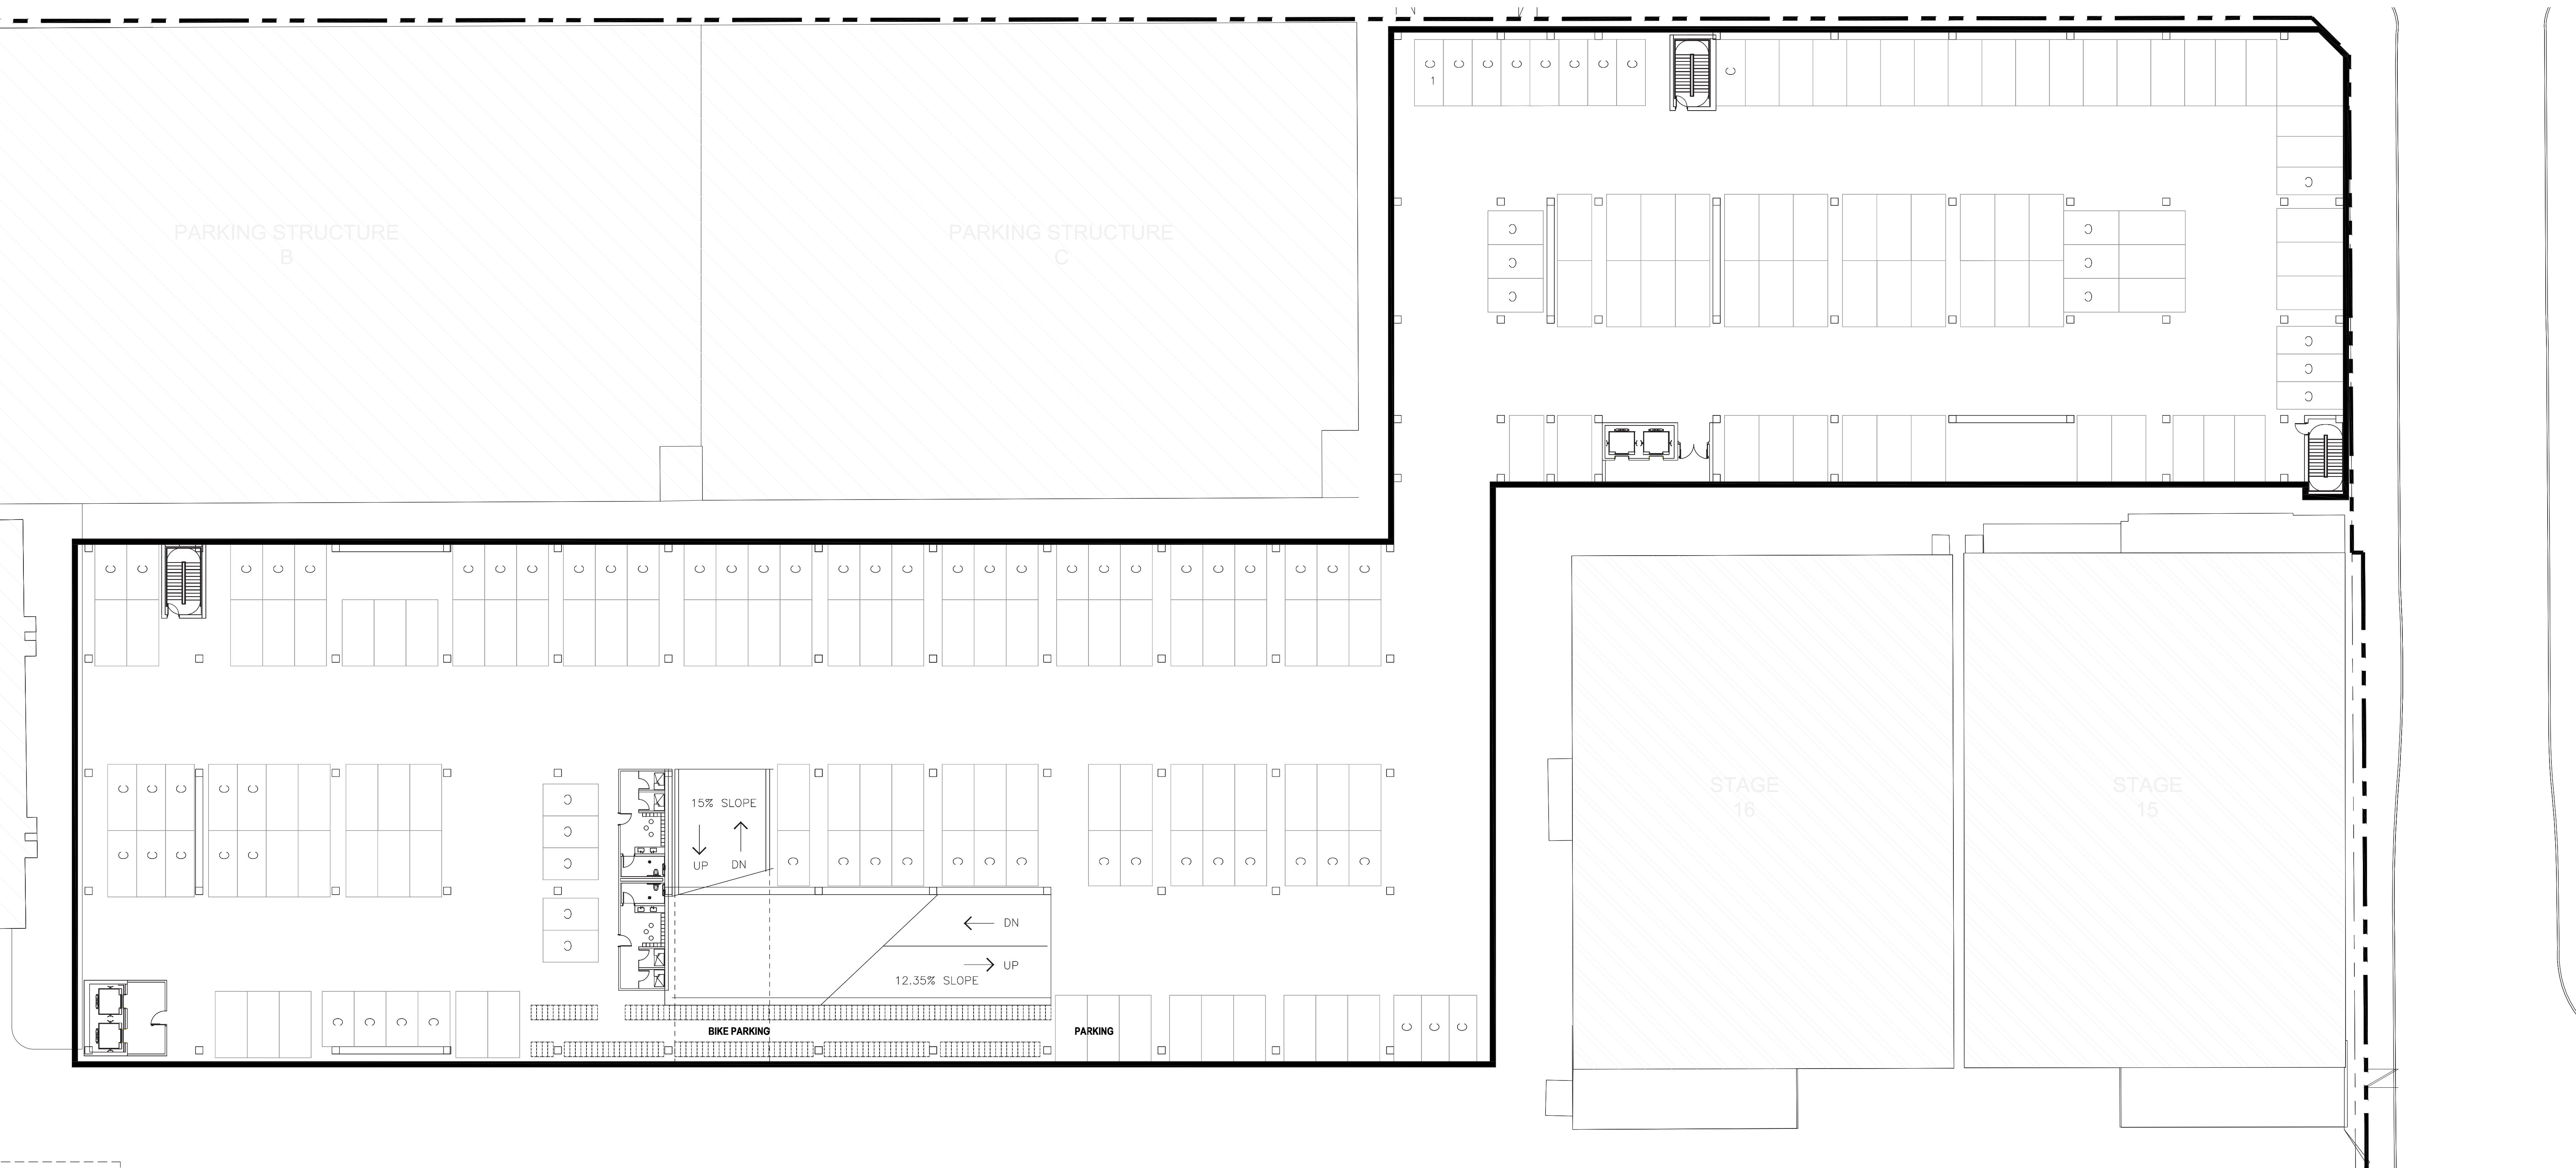 C C C C C C C C C
1
C
PARKING STRUCTURE
B
PARKING STRUCTURE
C
C C
C C
C C
C
C
C
C C C C C C C C C C C C C C C C C C C C C C C C C C C C C C
C C C C C
C
C
C
15% SLOPE
UP DN
C C C C C
C C C C C C C C C C C C C C C
STAGE
16
STAGE
15
C
C
DN
UP
12.35% SLOPE
C C C C
BIKE PARKING
PARKING
C C C